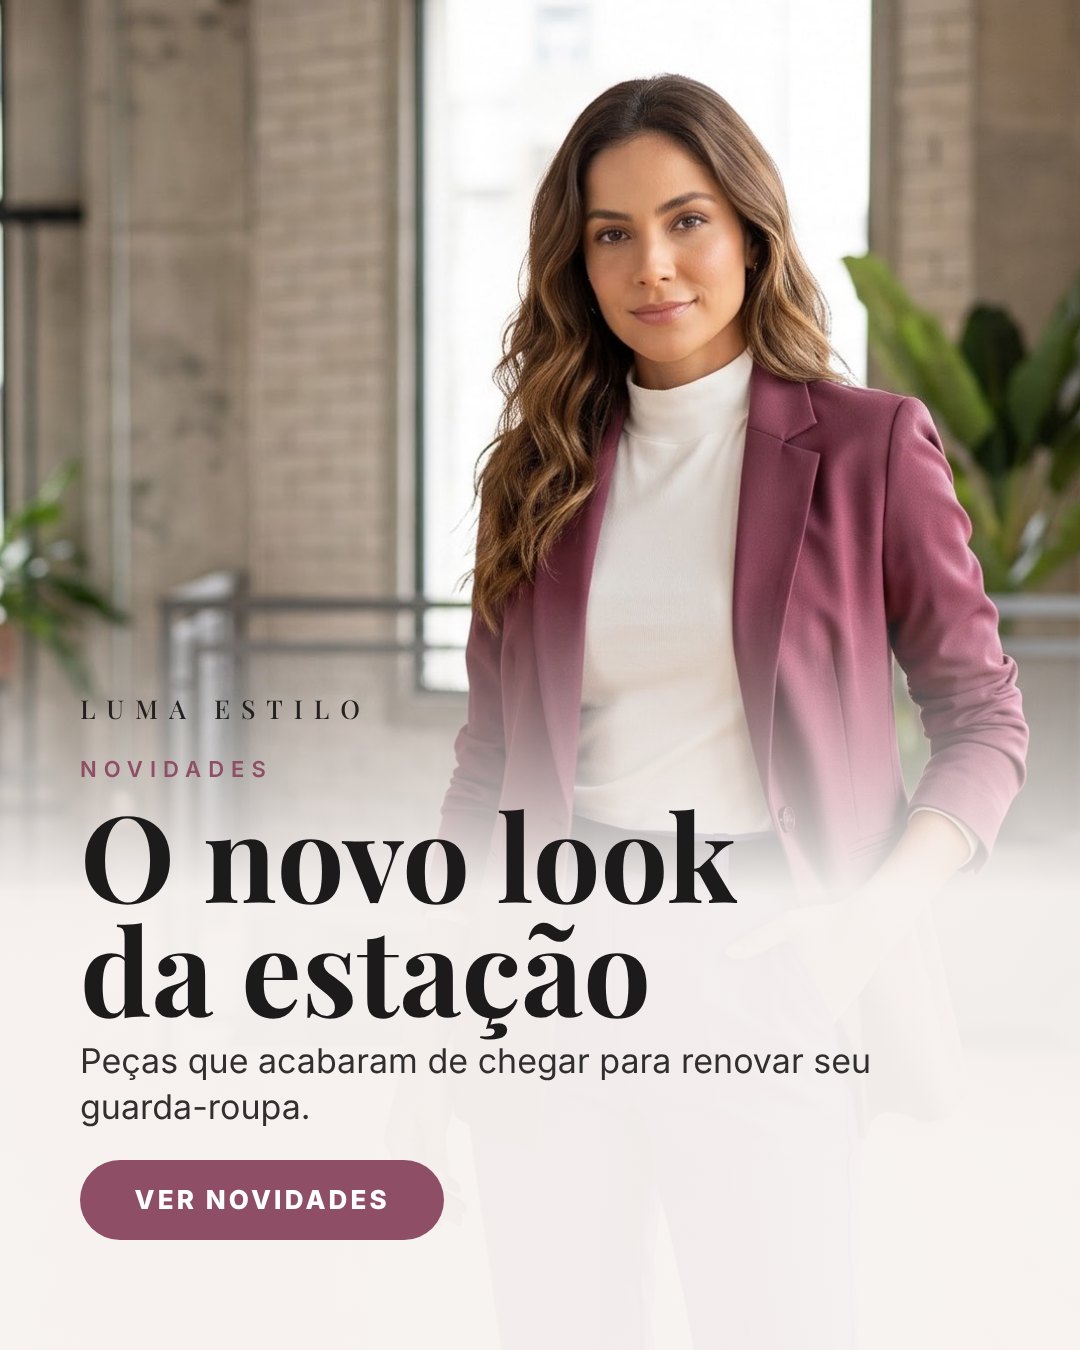 LUMA ESTILO
NOVIDADES
O novo look
da estação
Peças que acabaram de chegar para renovar seu
guarda-roupa.
VER NOVIDADES